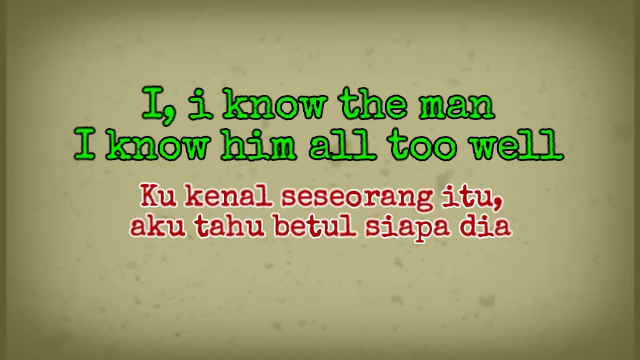 I, i know the man
I know him all too well
Ku kenal seseorang itu,
aku tahu betul siapa dia